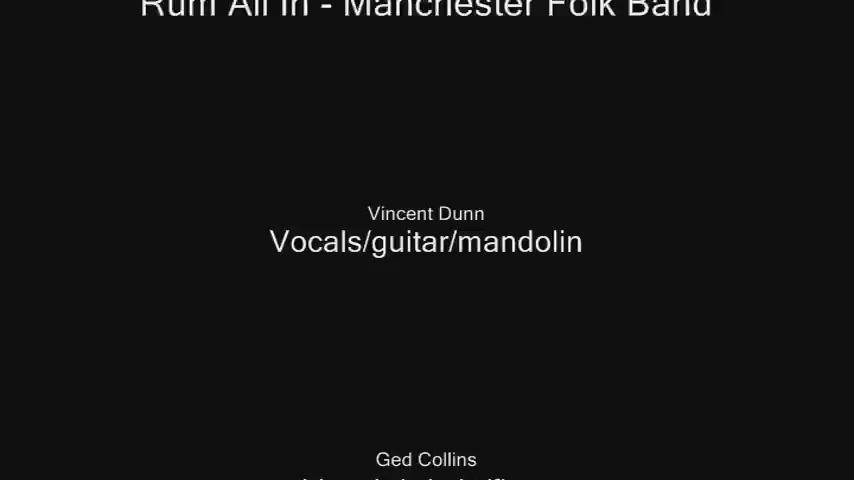 Rum All In - Manchester Folk Band
Vincent Dunn
Vocals/guitar/mandolin
Ged Collins